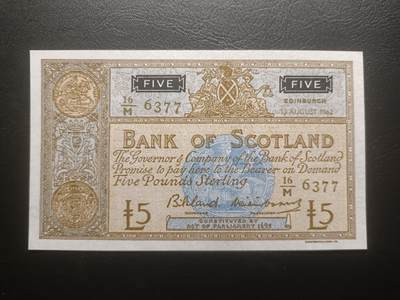 FIVE FIVE
16/M 6377
EDINBURGH
13 AUGUST 1962
BANK OF SCOTLAND
The Governor & Company of the Bank of Scotland
Promise to pay here to the Bearer on Demand
Five Pounds Sterling
16/M 6377
£5 £5
CONSTITUTED BY
ACT OF PARLIAMENT 1695